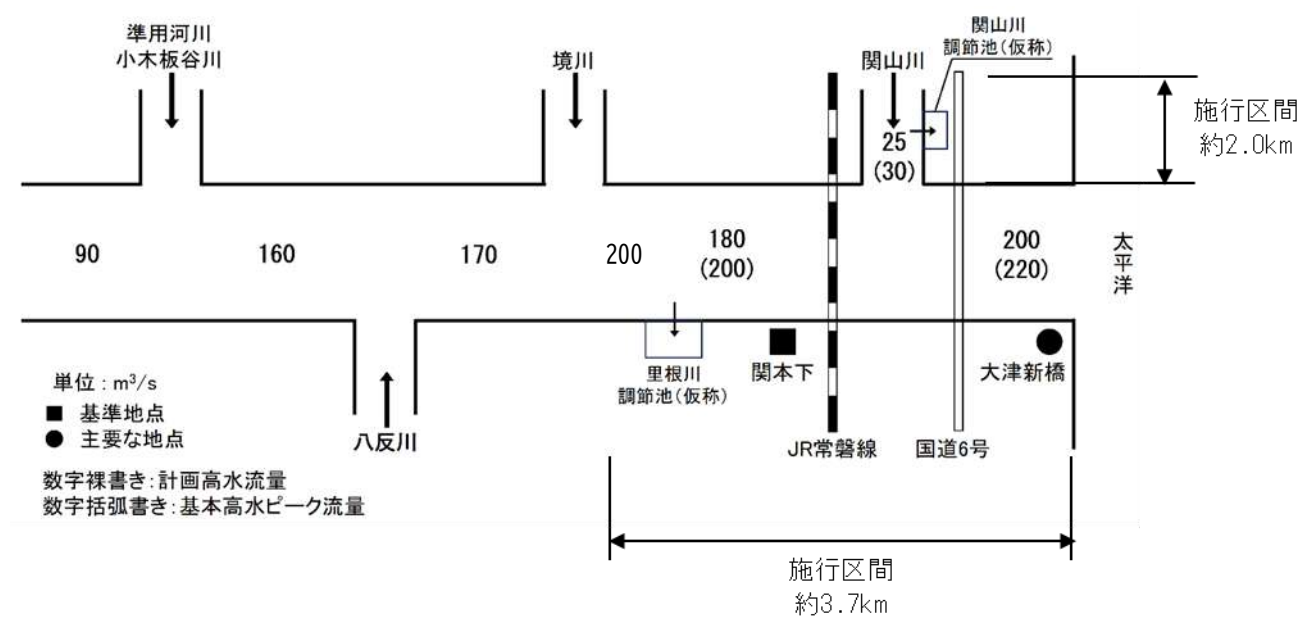 準用河川
小木板谷川
境川
関山川
関山川
調節池(仮称)
施行区間
約2.0km
25
(30)
90
160
170
200
180
(200)
200
(220)
太平洋
里根川
調節池(仮称)
関本下
大津新橋
八反川
JR常磐線
国道6号
単位:m³/s
■ 基準地点
● 主要な地点
数字裸書き:計画高水流量
数字括弧書き:基本高水ピーク流量
施行区間
約3.7km